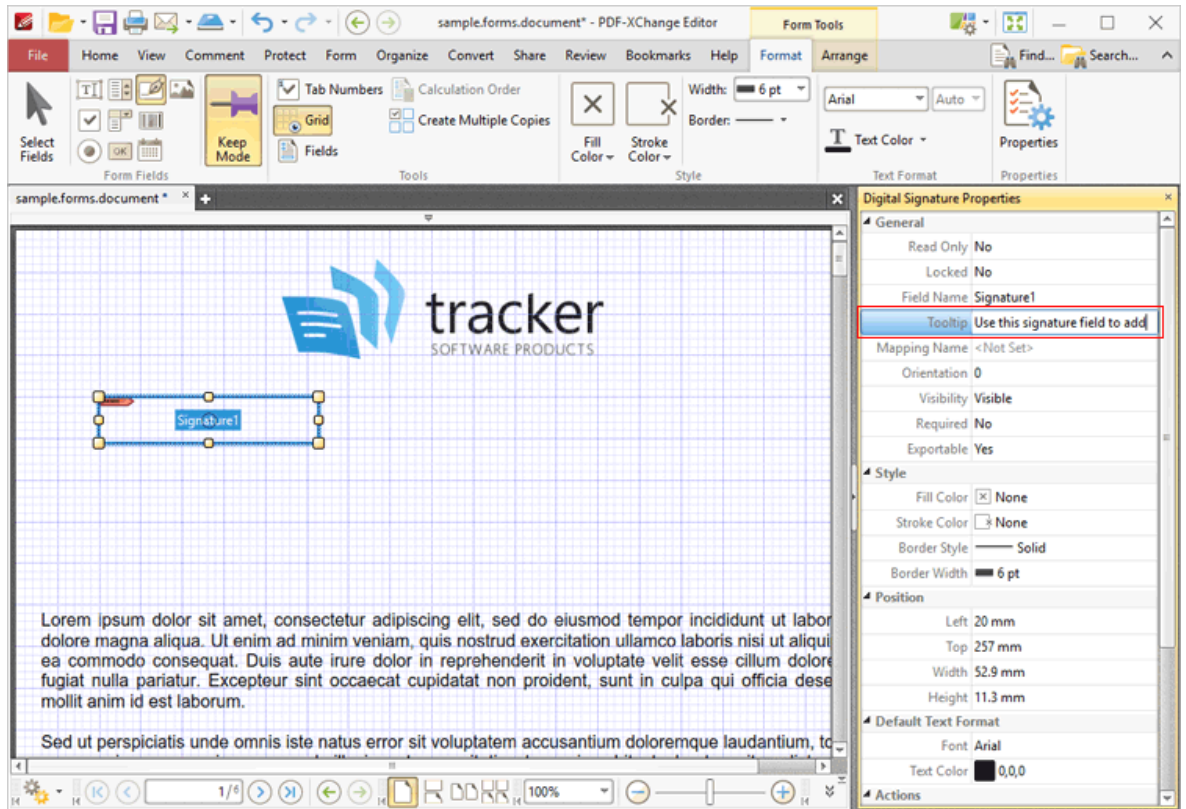 sample.forms.document* - PDF-XChange Editor
Form Tools
File Home View Comment Protect Form Organize Convert Share Review Bookmarks Help Format Arrange Find... Search...
Select Fields
OK
Form Fields
Keep Mode
Tab Numbers
Calculation Order
Grid
Create Multiple Copies
Fields
Tools
Fill Color
Stroke Color
Width: 6 pt
Border:
Style
Arial Auto
T Text Color
Text Format
Properties
Properties
sample.forms.document *
tracker
SOFTWARE PRODUCTS
Signature1
Lorem ipsum dolor sit amet, consectetur adipiscing elit, sed do eiusmod tempor incididunt ut labor
dolore magna aliqua. Ut enim ad minim veniam, quis nostrud exercitation ullamco laboris nisi ut aliqui
ea commodo consequat. Duis aute irure dolor in reprehenderit in voluptate velit esse cillum dolore
fugiat nulla pariatur. Excepteur sint occaecat cupidatat non proident, sunt in culpa qui officia dese
mollit anim id est laborum.
Sed ut perspiciatis unde omnis iste natus error sit voluptatem accusantium doloremque laudantium, to
1/6
100%
Digital Signature Properties
General
Read Only No
Locked No
Field Name Signature1
Tooltip Use this signature field to add
Mapping Name <Not Set>
Orientation 0
Visibility Visible
Required No
Exportable Yes
Style
Fill Color None
Stroke Color None
Border Style Solid
Border Width 6 pt
Position
Left 20 mm
Top 257 mm
Width 52.9 mm
Height 11.3 mm
Default Text Format
Font Arial
Text Color 0,0,0
Actions